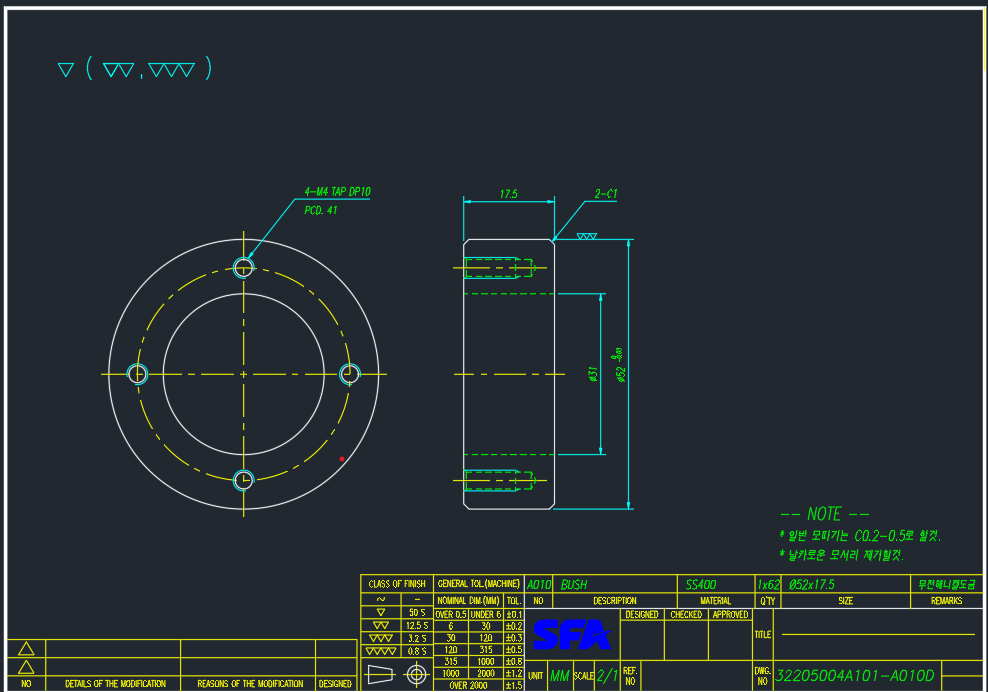 4-M4 TAP DP10
PCD. 41
17.5
2-C1
ø31
ø52 0 -0.03
-- NOTE --
* 일반 모따기는 C0.2-0.5로 할것.
* 날카로운 모서리 제거할것.
CLASS OF FINISH GENERAL TOL.(MACHINE) A010 BUSH SS400 1x62 Ø52x17.5 무전해니켈도금
~ - NOMINAL DIM.(MM) TOL. NO DESCRIPTION MATERIAL Q'TY SIZE REMARKS
50 S OVER 0.5 UNDER 6 ±0.1 DESIGNED CHECKED APPROVED
12.5 S 6 30 ±0.2
3.2 S 30 120 ±0.3 SFA TITLE
0.8 S 120 315 ±0.5
315 1000 ±0.8
1000 2000 ±1.2 UNIT MM SCALE 2/1 REF. NO DWG. NO 32205004A101-A010D
OVER 2000 ±1.5
NO DETAILS OF THE MODIFICATION REASONS OF THE MODIFICATION DESIGNED